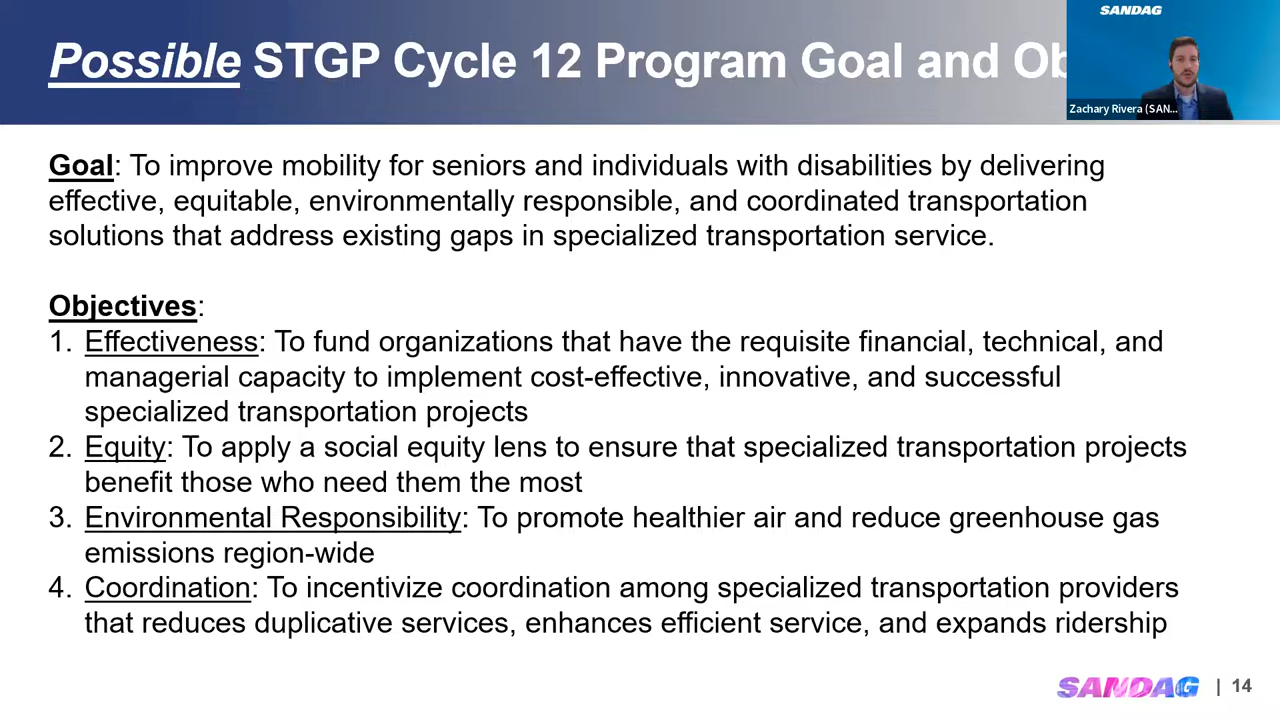 SANDAG
Possible STGP Cycle 12 Program Goal and Ob
Zachary Rivera (SAN...
Goal: To improve mobility for seniors and individuals with disabilities by delivering
effective, equitable, environmentally responsible, and coordinated transportation
solutions that address existing gaps in specialized transportation service.
Objectives:
1. Effectiveness: To fund organizations that have the requisite financial, technical, and
managerial capacity to implement cost-effective, innovative, and successful
specialized transportation projects
2. Equity: To apply a social equity lens to ensure that specialized transportation projects
benefit those who need them the most
3. Environmental Responsibility: To promote healthier air and reduce greenhouse gas
emissions region-wide
4. Coordination: To incentivize coordination among specialized transportation providers
that reduces duplicative services, enhances efficient service, and expands ridership
SANDAG | 14